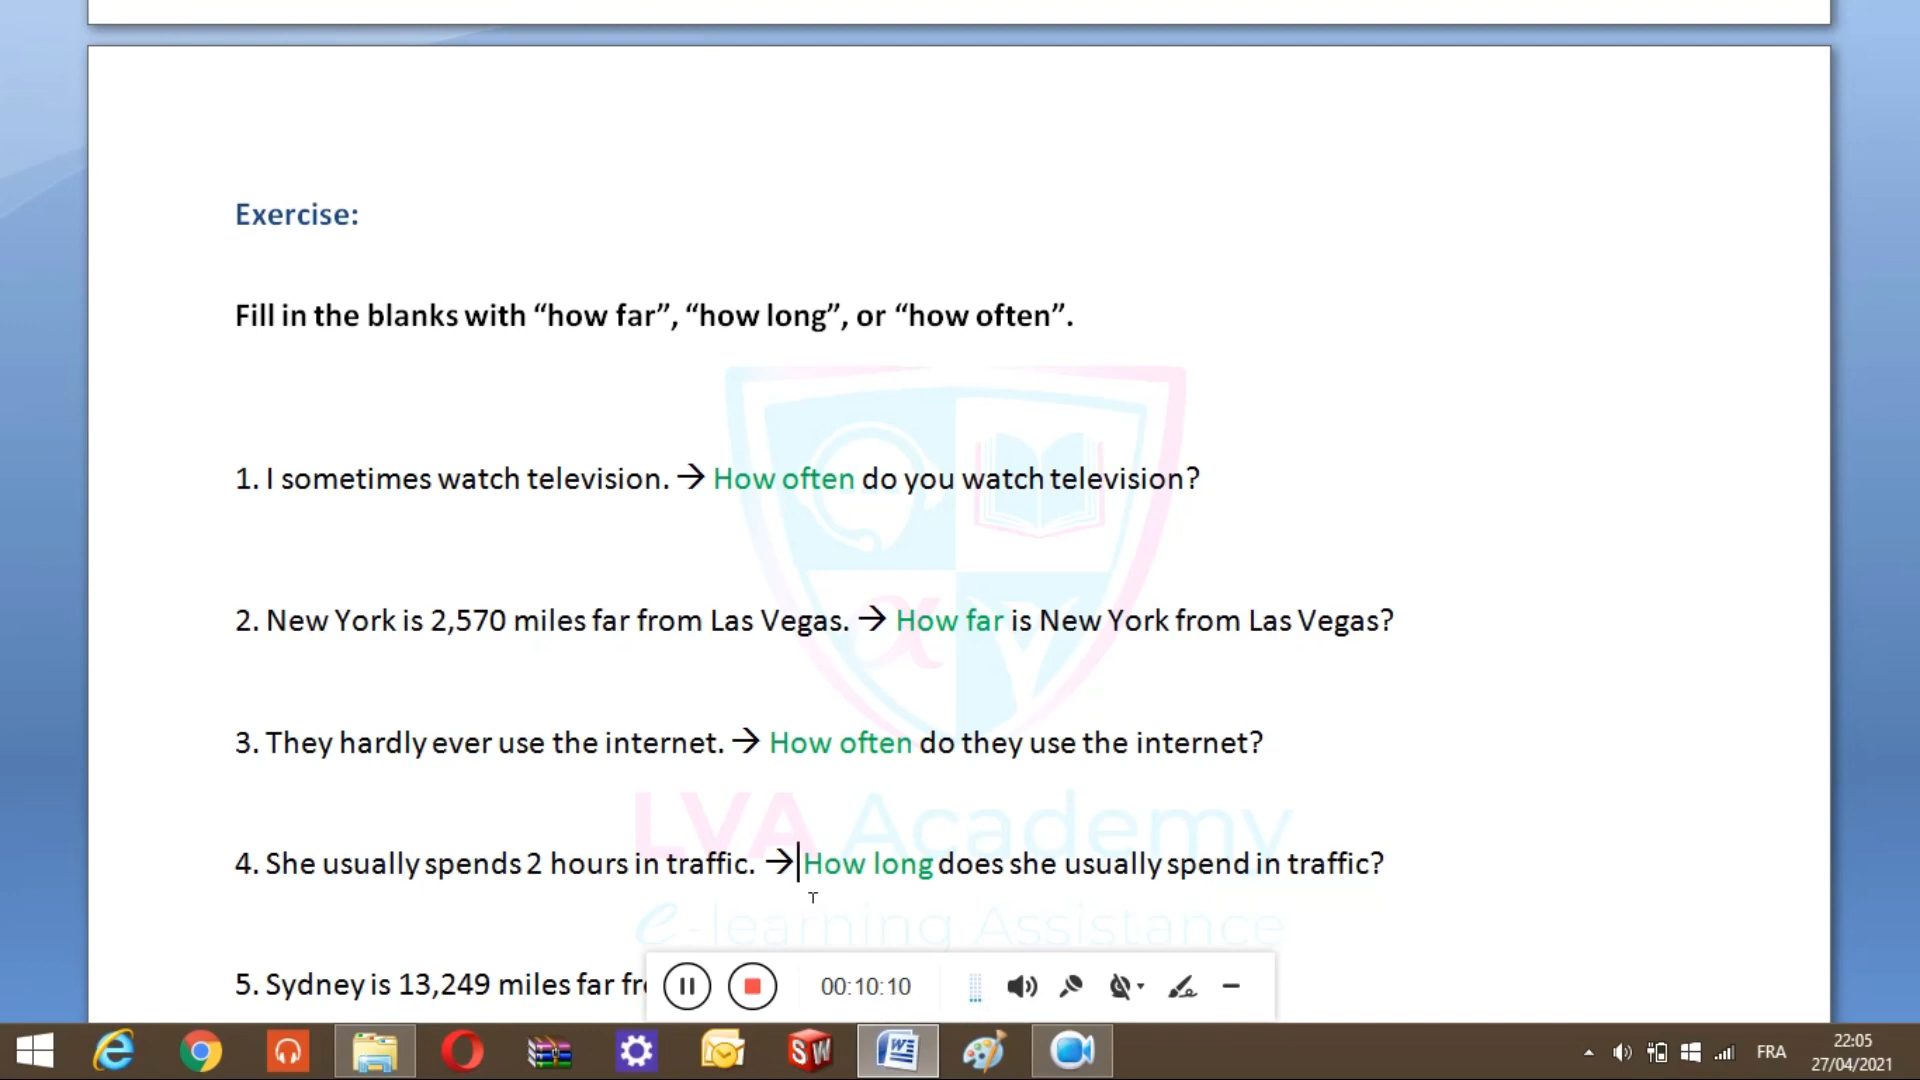 Exercise:
Fill in the blanks with “how far”, “how long”, or “how often”.
1. I sometimes watch television. → How often do you watch television?
2. New York is 2,570 miles far from Las Vegas. → How far is New York from Las Vegas?
3. They hardly ever use the internet. → How often do they use the internet?
LVA Academy
4. She usually spends 2 hours in traffic. → How long does she usually spend in traffic?
e-learning Assistance
5. Sydney is 13,249 miles far
00:10:10
FRA
22:05
27/04/2021